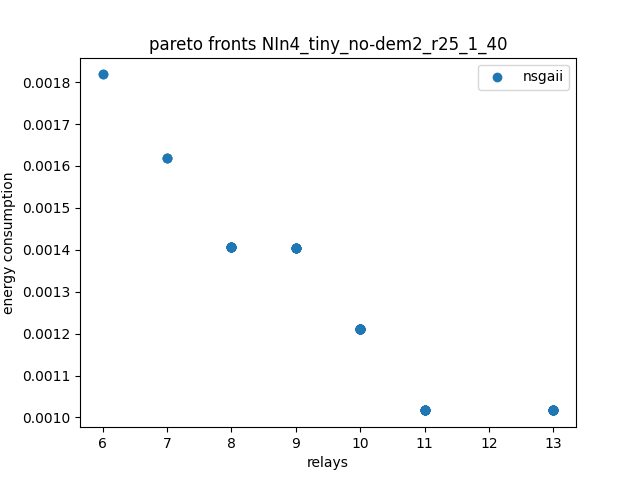 pareto fronts NIn4_tiny_no-dem2_r25_1_40
nsgaii
0.0018
0.0017
0.0016
0.0015
0.0014
0.0013
0.0012
0.0011
0.0010
energy consumption
6 7 8 9 10 11 12 13
relays